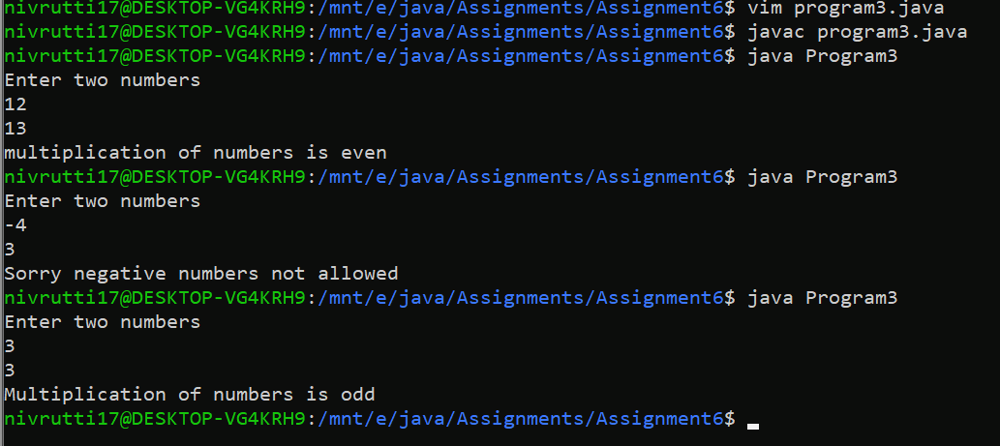 nivrutti17@DESKTOP-VG4KRH9:/mnt/e/java/Assignments/Assignment6$ vim program3.java
nivrutti17@DESKTOP-VG4KRH9:/mnt/e/java/Assignments/Assignment6$ javac program3.java
nivrutti17@DESKTOP-VG4KRH9:/mnt/e/java/Assignments/Assignment6$ java Program3
Enter two numbers
12
13
multiplication of numbers is even
nivrutti17@DESKTOP-VG4KRH9:/mnt/e/java/Assignments/Assignment6$ java Program3
Enter two numbers
-4
3
Sorry negative numbers not allowed
nivrutti17@DESKTOP-VG4KRH9:/mnt/e/java/Assignments/Assignment6$ java Program3
Enter two numbers
3
3
Multiplication of numbers is odd
nivrutti17@DESKTOP-VG4KRH9:/mnt/e/java/Assignments/Assignment6$